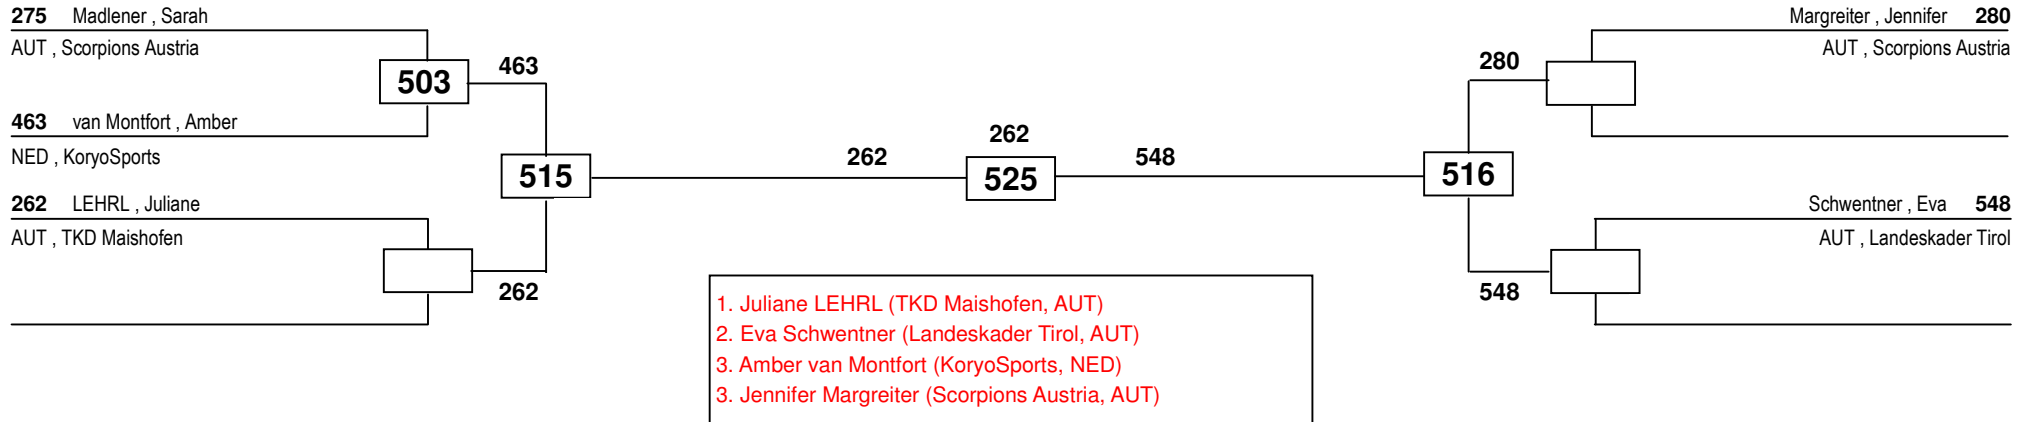 275 Madlener , Sarah
AUT , Scorpions Austria
503
463
463 van Montfort , Amber
NED , KoryoSports
515
262 LEHRL , Juliane
AUT , TKD Maishofen
262
262
262
525
548
Margreiter , Jennifer 280
AUT , Scorpions Austria
280
516
Schwentner , Eva 548
AUT , Landeskader Tirol
548
1. Juliane LEHRL (TKD Maishofen, AUT)
2. Eva Schwentner (Landeskader Tirol, AUT)
3. Amber van Montfort (KoryoSports, NED)
3. Jennifer Margreiter (Scorpions Austria, AUT)